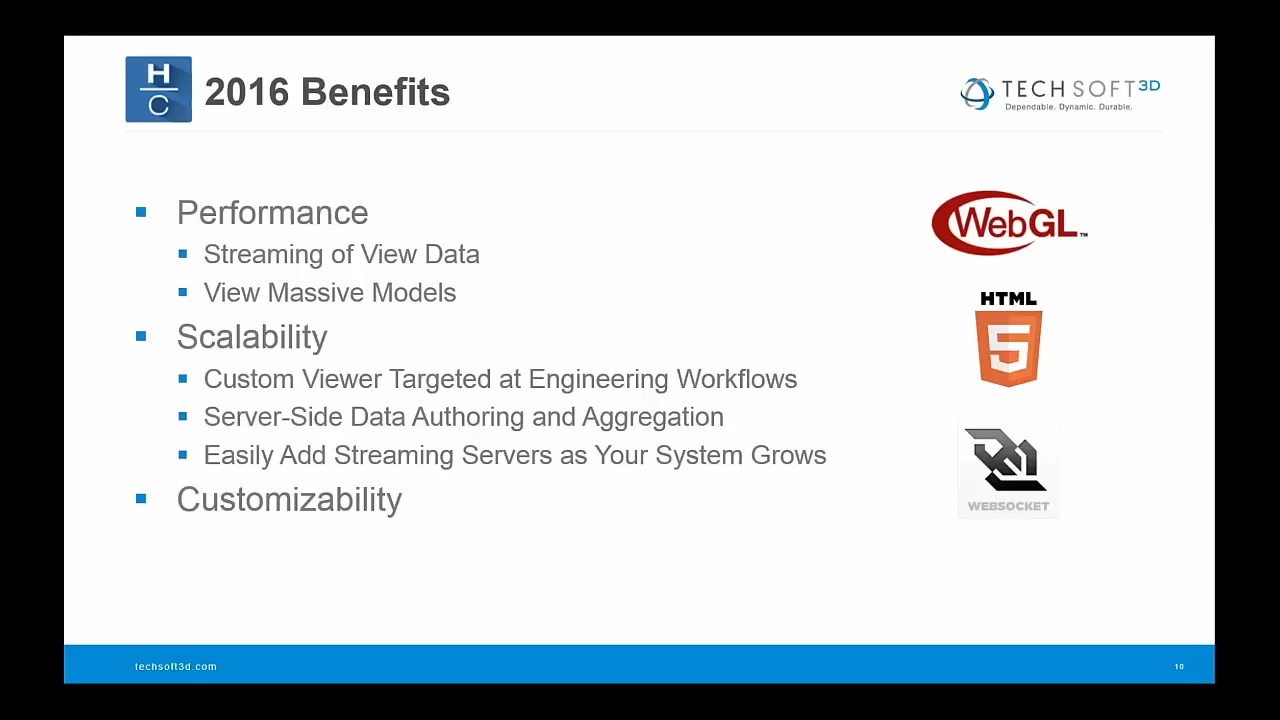 H
C
2016 Benefits
TECH SOFT 3D
Dependable. Dynamic. Durable.
Performance
Streaming of View Data
View Massive Models
Scalability
Custom Viewer Targeted at Engineering Workflows
Server-Side Data Authoring and Aggregation
Easily Add Streaming Servers as Your System Grows
Customizability
WebGL™
HTML
5
WEBSOCKET
techsoft3d.com
10